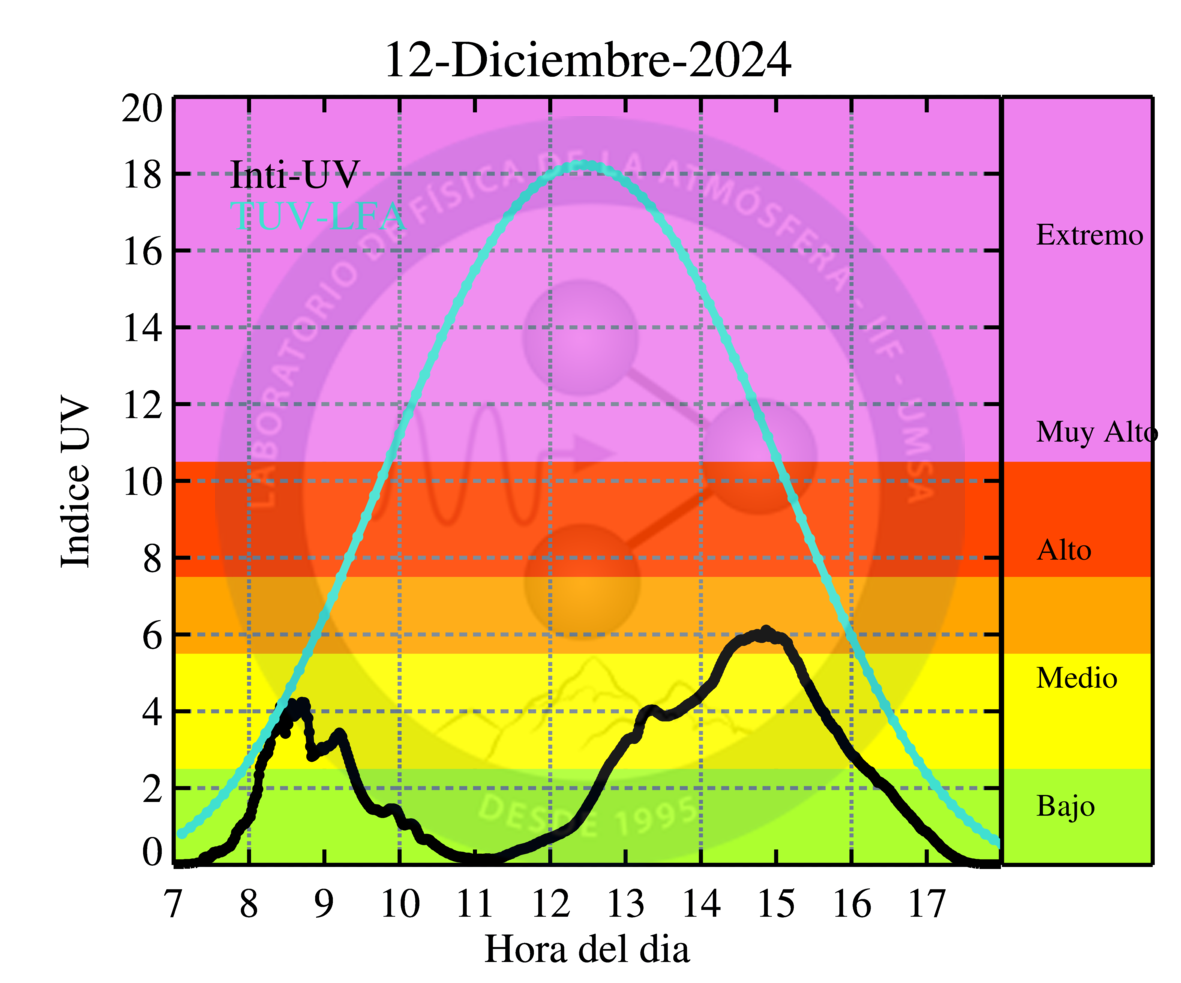 12-Diciembre-2024
20
18
16
14
12
10
8
6
4
2
0
Indice UV
Inti-UV
TUV-LFA
LABORATORIO DE FÍSICA DE LA ATMÓSFERA - IIF - UMSA
DESDE 1995
Extremo
Muy Alto
Alto
Medio
Bajo
7 8 9 10 11 12 13 14 15 16 17
Hora del dia